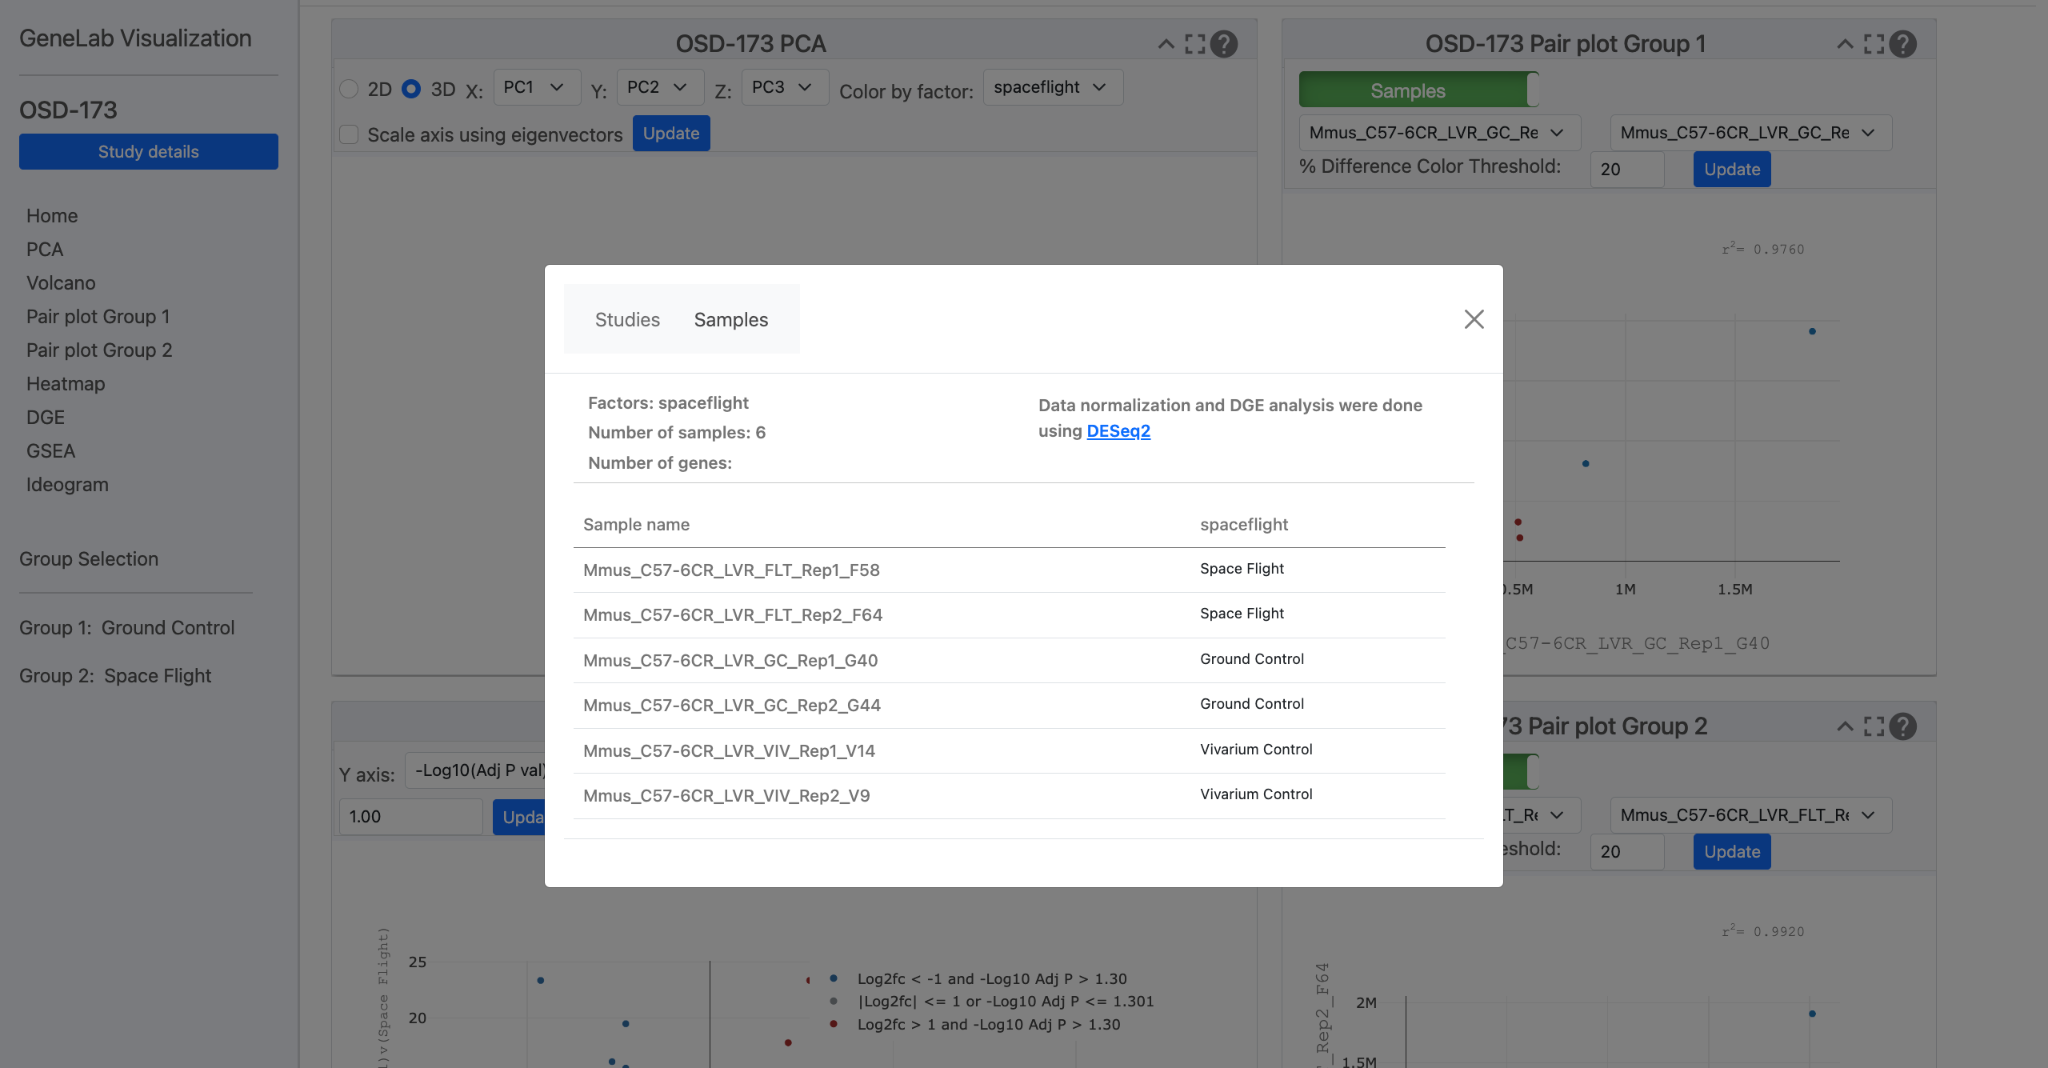 GeneLab Visualization
OSD-173
Study details
Home
PCA
Volcano
Pair plot Group 1
Pair plot Group 2
Heatmap
DGE
GSEA
Ideogram
Group Selection
Group 1: Ground Control
Group 2: Space Flight
OSD-173 PCA
2D 3D X: PC1 Y: PC2 Z: PC3 Color by factor: spaceflight
Scale axis using eigenvectors Update
OSD-173 Pair plot Group 1
Samples
Mmus_C57-6CR_LVR_GC_Re Mmus_C57-6CR_LVR_GC_Re
% Difference Color Threshold: 20 Update
r²= 0.9760
0.5M 1M 1.5M
C57-6CR_LVR_GC_Rep1_G40
Studies Samples
Factors: spaceflight
Number of samples: 6
Number of genes:
Data normalization and DGE analysis were done
using DESeq2
Sample name spaceflight
Mmus_C57-6CR_LVR_FLT_Rep1_F58 Space Flight
Mmus_C57-6CR_LVR_FLT_Rep2_F64 Space Flight
Mmus_C57-6CR_LVR_GC_Rep1_G40 Ground Control
Mmus_C57-6CR_LVR_GC_Rep2_G44 Ground Control
Mmus_C57-6CR_LVR_VIV_Rep1_V14 Vivarium Control
Mmus_C57-6CR_LVR_VIV_Rep2_V9 Vivarium Control
Y axis: -Log10(Adj P val)
1.00 Upda
)v(Space Flight)
25
20
Log2fc < -1 and -Log10 Adj P > 1.30
|Log2fc| <= 1 or -Log10 Adj P <= 1.301
Log2fc > 1 and -Log10 Adj P > 1.30
73 Pair plot Group 2
LT_Re Mmus_C57-6CR_LVR_FLT_Re
eshold: 20 Update
r²= 0.9920
_Rep2_F64
2M
1.5M